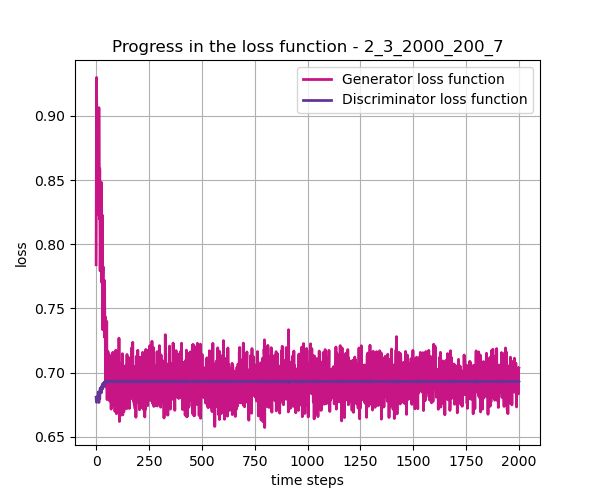 Progress in the loss function - 2_3_2000_200_7
Generator loss function
Discriminator loss function
0.90
0.85
0.80
0.75
0.70
0.65
loss
0 250 500 750 1000 1250 1500 1750 2000
time steps